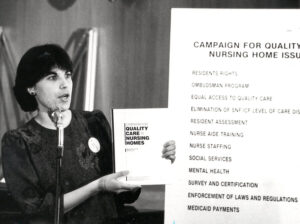 CAMPAIGN FOR QUALITY
NURSING HOME ISSU
RESIDENTS RIGHTS
OMBUDSMAN PROGRAM
EQUAL ACCESS TO QUALITY CARE
ELIMINATION OF SNF/ICF LEVEL OF CARE DIS
RESIDENT ASSESSMENT
NURSE AIDE TRAINING
NURSE STAFFING
SOCIAL SERVICES
MENTAL HEALTH
SURVEY AND CERTIFICATION
ENFORCEMENT OF LAWS AND REGULATIONS
MEDICAID PAYMENTS
QUALITY
CARE
NURSING
HOMES